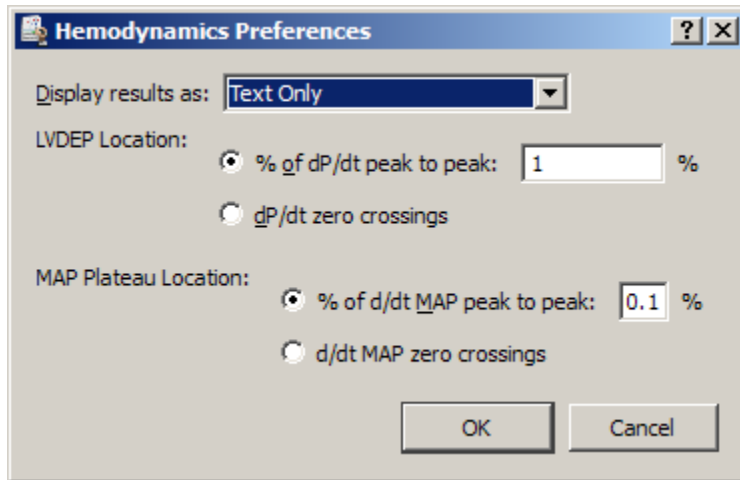 Hemodynamics Preferences
Display results as: Text Only
LVDEP Location:
% of dP/dt peak to peak: 1 %
dP/dt zero crossings
MAP Plateau Location:
% of d/dt MAP peak to peak: 0.1 %
d/dt MAP zero crossings
OK Cancel